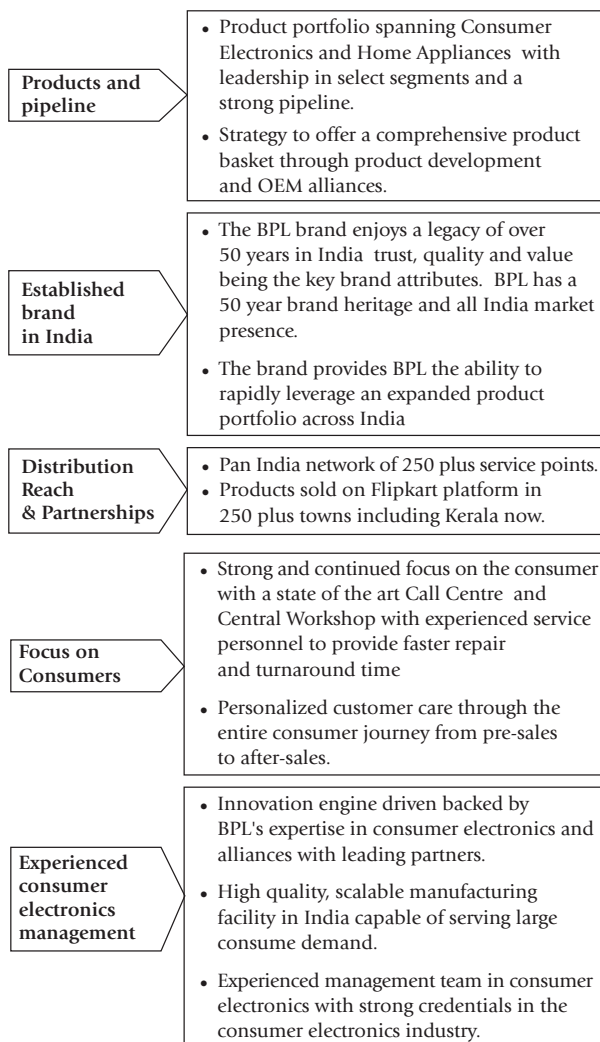 Products and
pipeline
• Product portfolio spanning Consumer
Electronics and Home Appliances with
leadership in select segments and a
strong pipeline.
• Strategy to offer a comprehensive product
basket through product development
and OEM alliances.
Established
brand
in India
• The BPL brand enjoys a legacy of over
50 years in India trust, quality and value
being the key brand attributes. BPL has a
50 year brand heritage and all India market
presence.
• The brand provides BPL the ability to
rapidly leverage an expanded product
portfolio across India
Distribution
Reach
& Partnerships
• Pan India network of 250 plus service points.
• Products sold on Flipkart platform in
250 plus towns including Kerala now.
Focus on
Consumers
• Strong and continued focus on the consumer
with a state of the art Call Centre and
Central Workshop with experienced service
personnel to provide faster repair
and turnaround time
• Personalized customer care through the
entire consumer journey from pre-sales
to after-sales.
Experienced
consumer
electronics
management
• Innovation engine driven backed by
BPL's expertise in consumer electronics and
alliances with leading partners.
• High quality, scalable manufacturing
facility in India capable of serving large
consume demand.
• Experienced management team in consumer
electronics with strong credentials in the
consumer electronics industry.